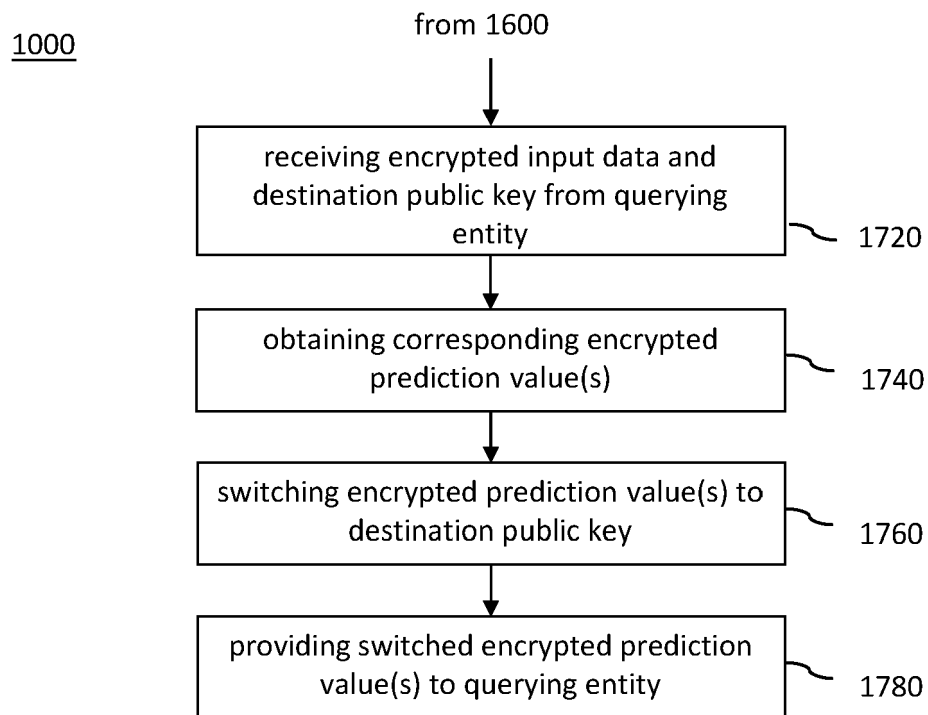 from 1600
1000
receiving encrypted input data and
destination public key from querying
entity
1720
obtaining corresponding encrypted
prediction value(s)
1740
switching encrypted prediction value(s) to
destination public key
1760
providing switched encrypted prediction
value(s) to querying entity
1780